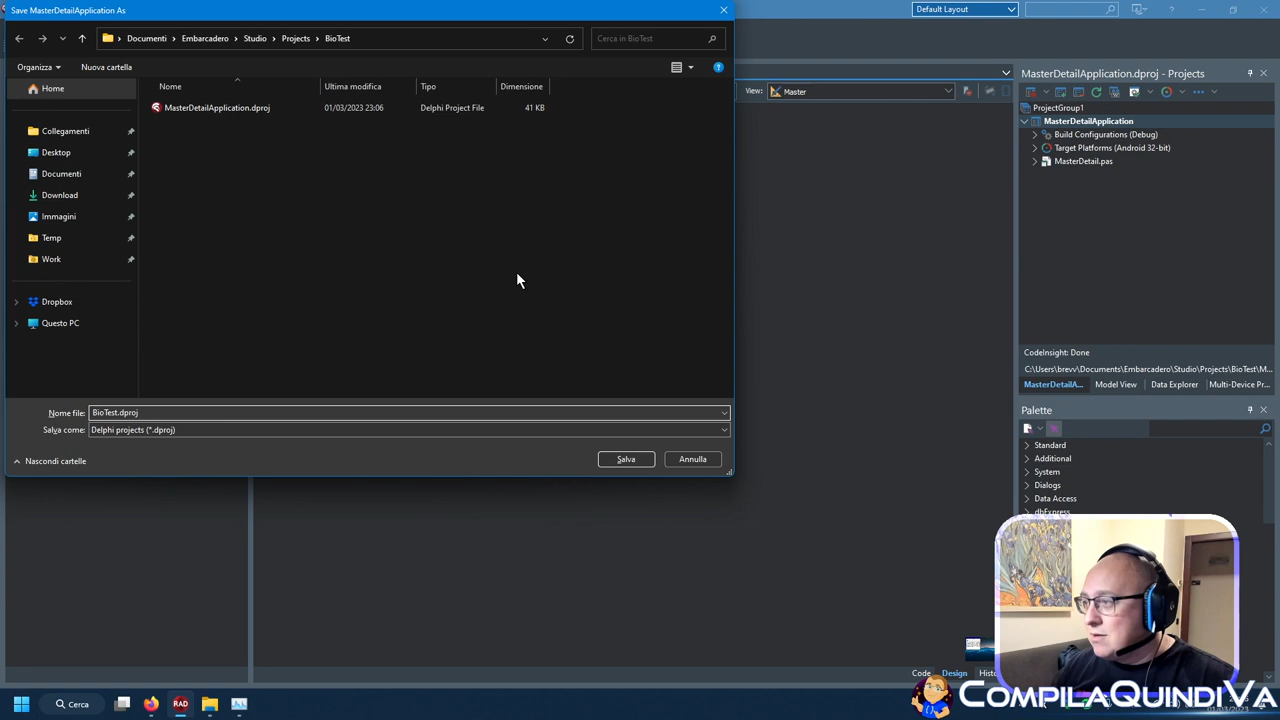 Save MasterDetailApplication As
Default Layout
Documenti > Embarcadero > Studio > Projects > BioTest
Cerca in BioTest
Organizza
Nuova cartella
Home
Collegamenti
Desktop
Documenti
Download
Immagini
Temp
Work
Dropbox
Questo PC
Nome Ultima modifica Tipo Dimensione
MasterDetailApplication.dproj 01/03/2023 23:06 Delphi Project File 41 KB
Nome file: BioTest.dproj
Salva come: Delphi projects (*.dproj)
Nascondi cartelle
Salva
Annulla
View: Master
MasterDetailApplication.dproj - Projects
ProjectGroup1
MasterDetailApplication
Build Configurations (Debug)
Target Platforms (Android 32-bit)
MasterDetail.pas
CodeInsight: Done
C:\Users\brevv\Documents\Embarcadero\Studio\Projects\BioTest\M...
MasterDetailA... Model View Data Explorer Multi-Device Pr...
Palette
Standard
Additional
System
Dialogs
Data Access
dbExpress
Code Design
RAD
Cerca
CompilaQuindiVa